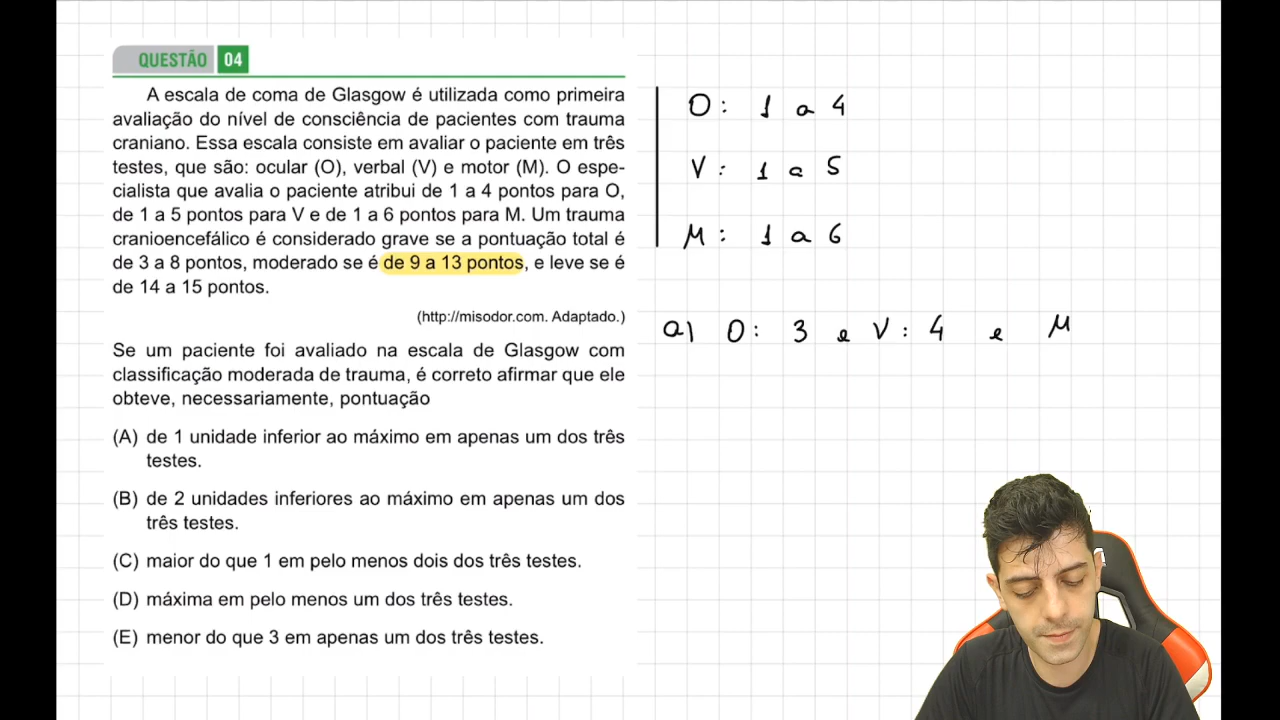 QUESTÃO 04
A escala de coma de Glasgow é utilizada como primeira
avaliação do nível de consciência de pacientes com trauma
craniano. Essa escala consiste em avaliar o paciente em três
testes, que são: ocular (O), verbal (V) e motor (M). O espe-
cialista que avalia o paciente atribui de 1 a 4 pontos para O,
de 1 a 5 pontos para V e de 1 a 6 pontos para M. Um trauma
cranioencefálico é considerado grave se a pontuação total é
de 3 a 8 pontos, moderado se é de 9 a 13 pontos, e leve se é
de 14 a 15 pontos.
(http://misodor.com. Adaptado.)
Se um paciente foi avaliado na escala de Glasgow com
classificação moderada de trauma, é correto afirmar que ele
obteve, necessariamente, pontuação
(A) de 1 unidade inferior ao máximo em apenas um dos três
testes.
(B) de 2 unidades inferiores ao máximo em apenas um dos
três testes.
(C) maior do que 1 em pelo menos dois dos três testes.
(D) máxima em pelo menos um dos três testes.
(E) menor do que 3 em apenas um dos três testes.
O: 1 a 4
V: 1 a 5
M: 1 a 6
a) O: 3 e V: 4 e M